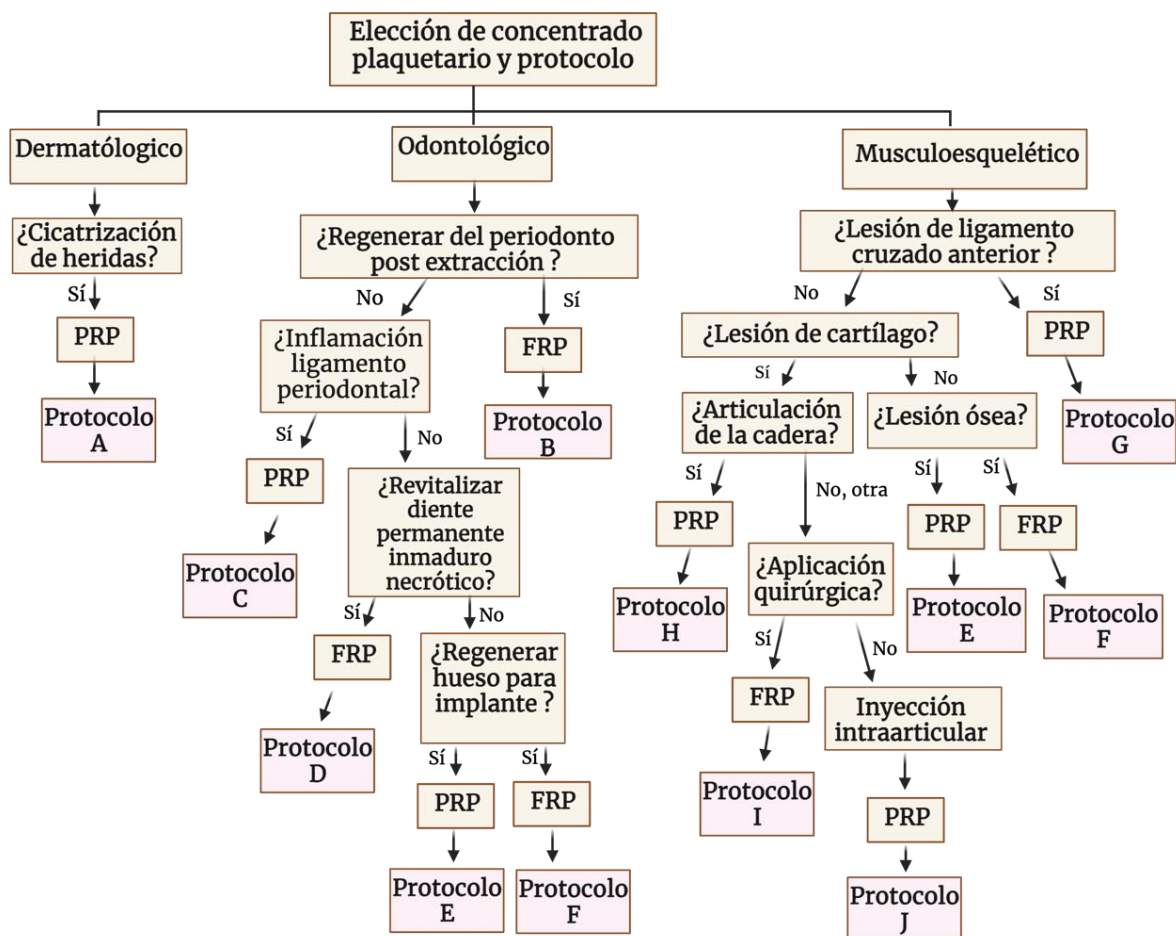 Elección de concentrado
plaquetario y protocolo
Dermatólogico
Odontológico
Musculoesquelético
¿Cicatrización
de heridas?
Sí
PRP
Protocolo
A
¿Regenerar del periodonto
post extracción ?
No
Sí
¿Inflamación
ligamento
periodontal?
FRP
Protocolo
B
Sí
No
PRP
Protocolo
C
¿Revitalizar
diente
permanente
inmaduro
necrótico?
Sí
No
FRP
Protocolo
D
¿Regenerar
hueso para
implante ?
Sí
Sí
PRP
FRP
Protocolo
E
Protocolo
F
¿Lesión de ligamento
cruzado anterior ?
No
Sí
¿Lesión de cartílago?
PRP
Protocolo
G
Sí
No
¿Articulación
de la cadera?
¿Lesión ósea?
Sí
No, otra
Sí
Sí
PRP
PRP
FRP
Protocolo
H
¿Aplicación
quirúrgica?
Protocolo
E
Protocolo
F
Sí
No
FRP
Inyección
intraarticular
Protocolo
I
PRP
Protocolo
J